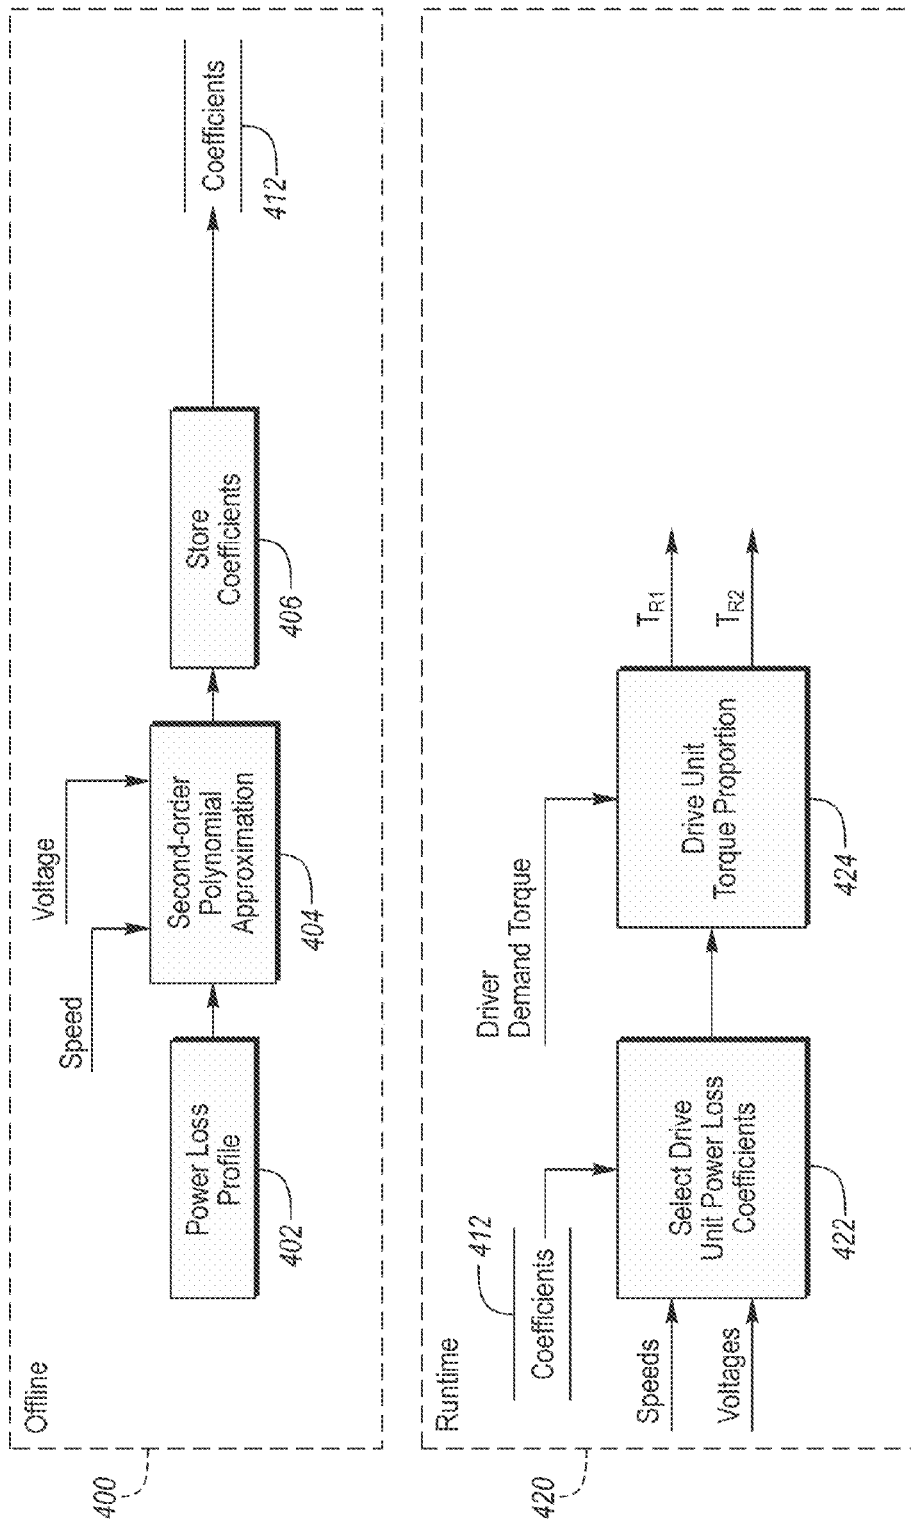 Offline
400
Speed
Voltage
Power Loss
Profile
402
Second-order
Polynomial
Approximation
404
Store
Coefficients
406
Coefficients
412
Runtime
420
412
Coefficients
Speeds
Voltages
Select Drive
Unit Power Loss
Coefficients
422
Driver
Demand Torque
Drive Unit
Torque Proportion
424
TR1
TR2